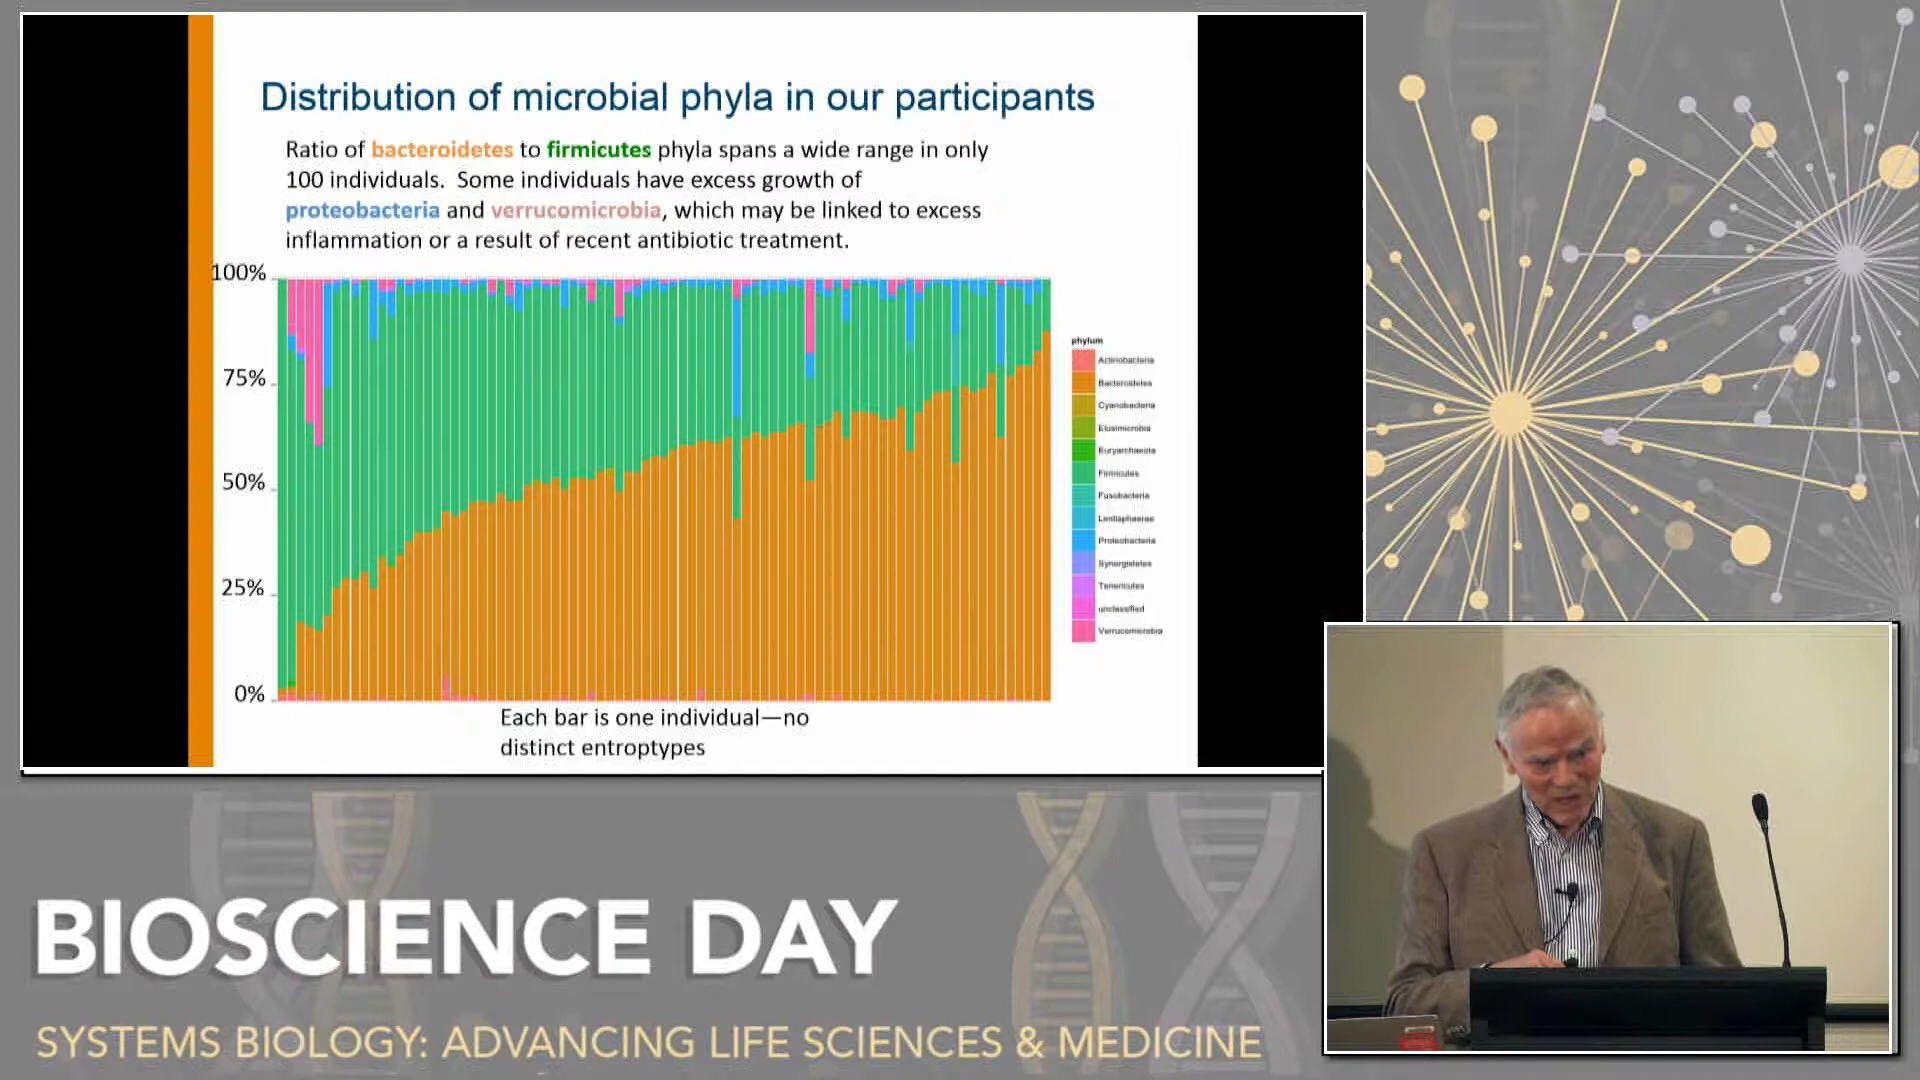 Distribution of microbial phyla in our participants
Ratio of bacteroidetes to firmicutes phyla spans a wide range in only
100 individuals. Some individuals have excess growth of
proteobacteria and verrucomicrobia, which may be linked to excess
inflammation or a result of recent antibiotic treatment.
100%
75%
50%
25%
0%
phylum
Actinobacteria
Bacteroidetes
Cyanobacteria
Elusimicrobia
Euryarchaeota
Firmicutes
Fusobacteria
Lentisphaerae
Proteobacteria
Synergistetes
Tenericutes
unclassified
Verrucomicrobia
Each bar is one individual—no
distinct entroptypes
BIOSCIENCE DAY
SYSTEMS BIOLOGY: ADVANCING LIFE SCIENCES & MEDICINE